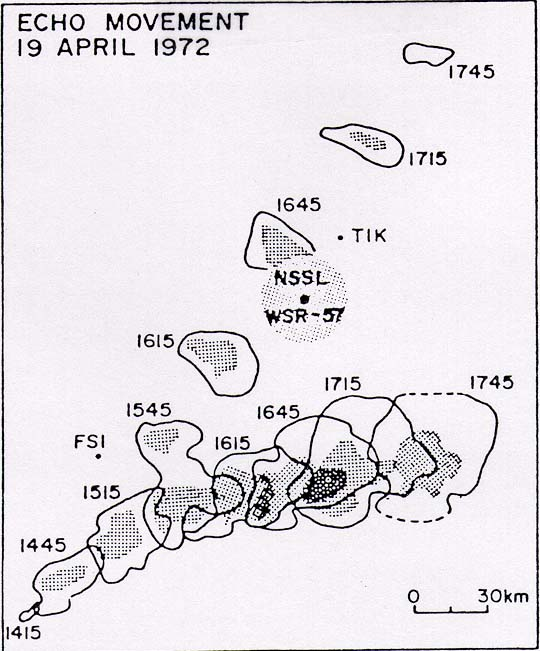 ECHO MOVEMENT
19 APRIL 1972
1745
1715
1645
TIK
NSSL
WSR-57
1615
1715
1745
1545
1645
FSI
1615
1515
1445
1415
0 30km